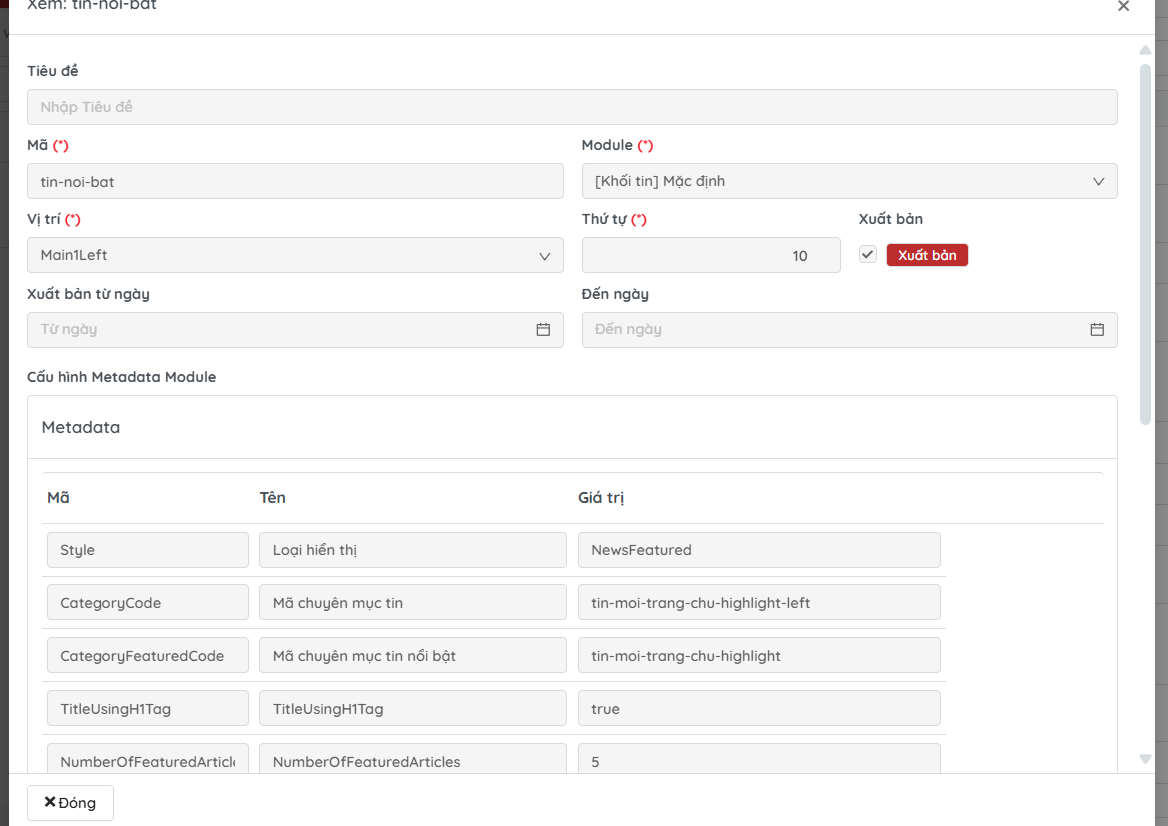 Xem: tin-noi-bat
Tiêu đề
Nhập Tiêu đề
Mã (*)
Module (*)
tin-noi-bat
[Khối tin] Mặc định
Vị trí (*)
Thứ tự (*)
Xuất bản
Main1Left
10
Xuất bản
Xuất bản từ ngày
Đến ngày
Từ ngày
Đến ngày
Cấu hình Metadata Module
Metadata
Mã Tên Giá trị
Style Loại hiển thị NewsFeatured
CategoryCode Mã chuyên mục tin tin-moi-trang-chu-highlight-left
CategoryFeaturedCode Mã chuyên mục tin nổi bật tin-moi-trang-chu-highlight
TitleUsingH1Tag TitleUsingH1Tag true
NumberOfFeaturedArticl NumberOfFeaturedArticles 5
Đóng